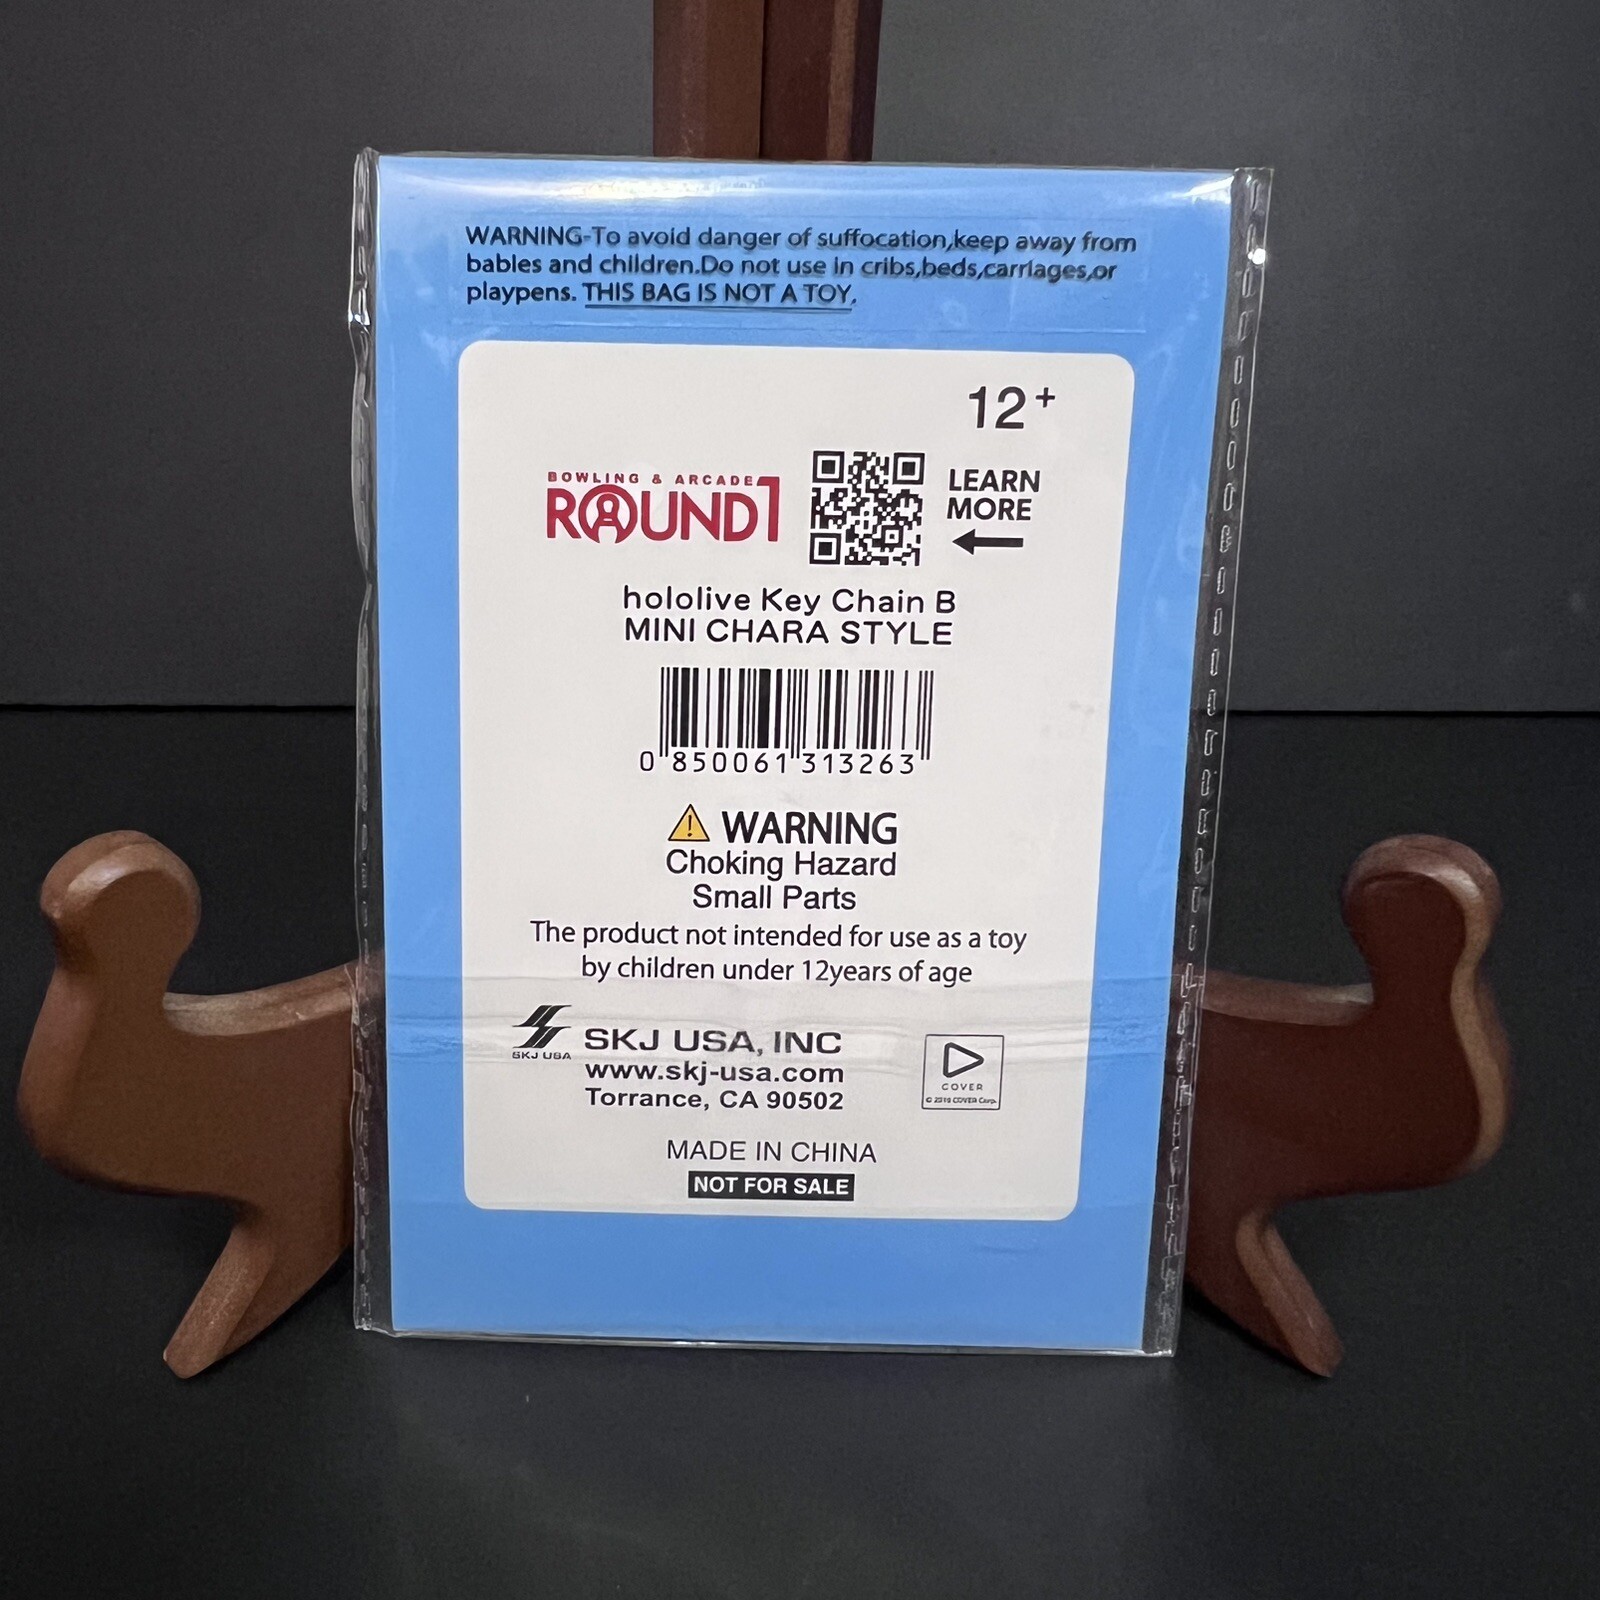 WARNING-To avoid danger of suffocation,keep away from
babies and children.Do not use in cribs,beds,carriages,or
playpens. THIS BAG IS NOT A TOY.
12+
BOWLING & ARCADE
ROUND1
LEARN
MORE
hololive Key Chain B
MINI CHARA STYLE
0 850061 313263
WARNING
Choking Hazard
Small Parts
The product not intended for use as a toy
by children under 12years of age
SKJ USA
SKJ USA, INC
www.skj-usa.com
Torrance, CA 90502
COVER
© 2016 COVER Corp.
MADE IN CHINA
NOT FOR SALE